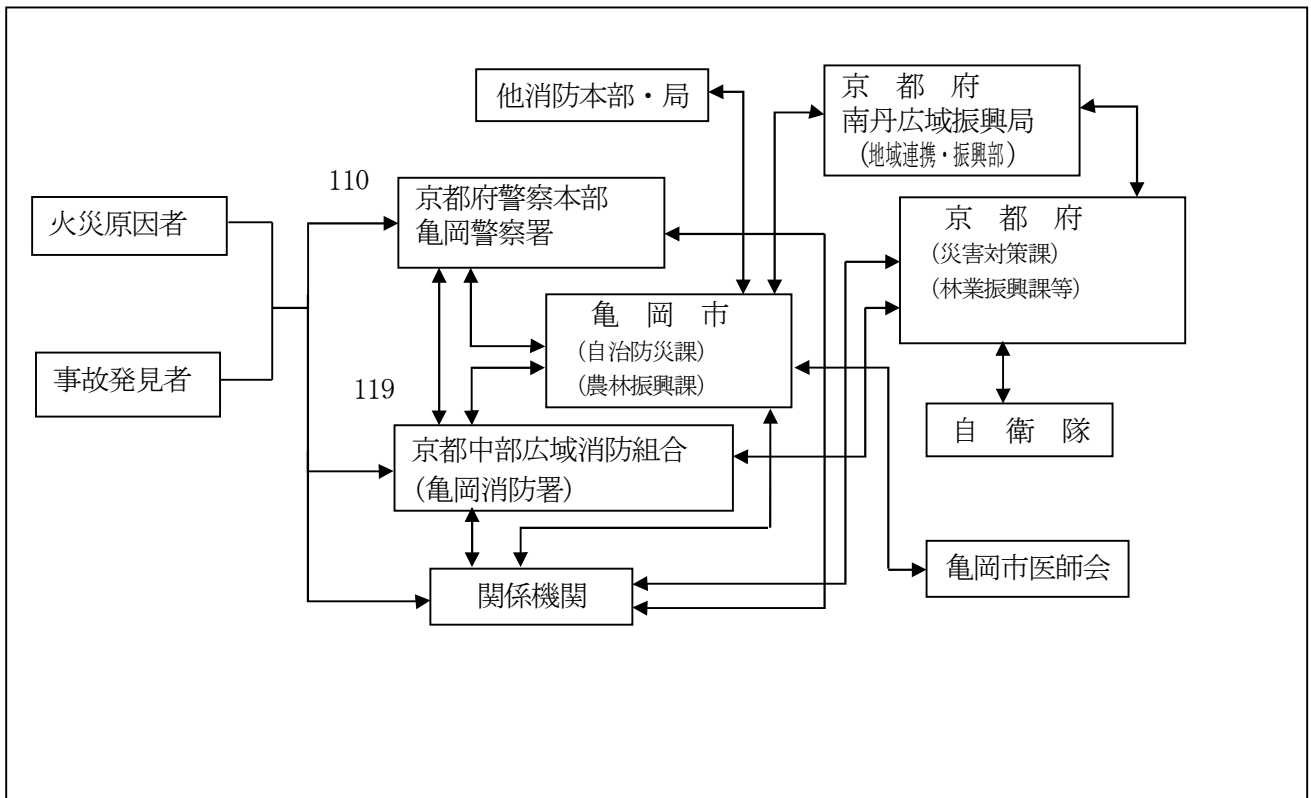 他消防本部・局
京　都　府
南丹広域振興局
（地域連携・振興部）
110
京都府警察本部
亀岡警察署
火災原因者
京　都　府
（災害対策課）
（林業振興課等）
亀　岡　市
（自治防災課）
（農林振興課）
事故発見者
119
自　衛　隊
京都中部広域消防組合
（亀岡消防署）
亀岡市医師会
関係機関